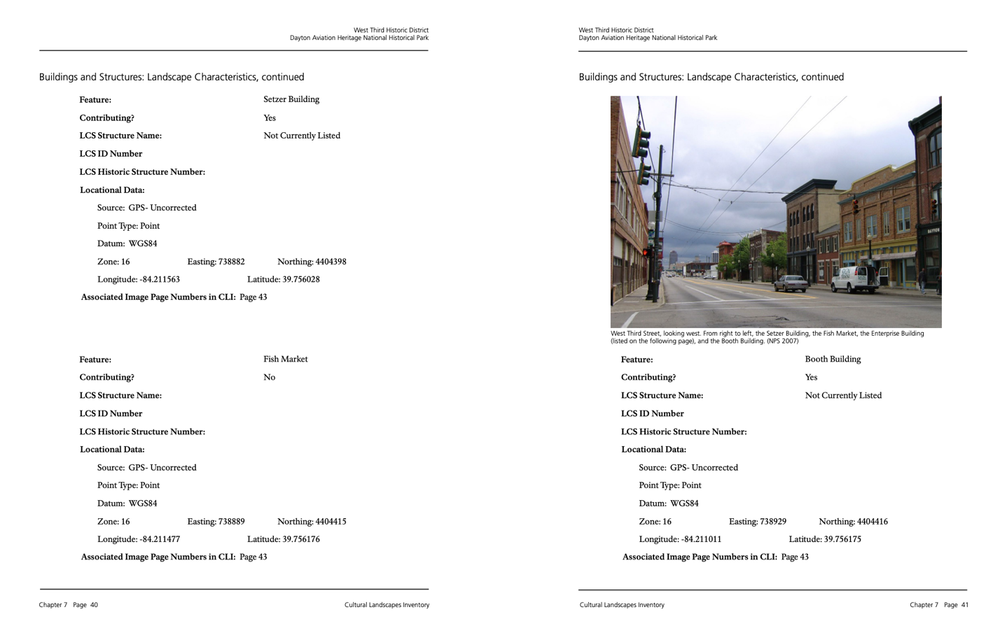 West Third Historic District
Dayton Aviation Heritage National Historical Park
Buildings and Structures: Landscape Characteristics, continued
Feature: Setzer Building
Contributing? Yes
LCS Structure Name: Not Currently Listed
LCS ID Number
LCS Historic Structure Number:
Locational Data:
Source: GPS- Uncorrected
Point Type: Point
Datum: WGS84
Zone: 16 Easting: 738882 Northing: 4404398
Longitude: -84.211563 Latitude: 39.756028
Associated Image Page Numbers in CLI: Page 43
Feature: Fish Market
Contributing? No
LCS Structure Name:
LCS ID Number
LCS Historic Structure Number:
Locational Data:
Source: GPS- Uncorrected
Point Type: Point
Datum: WGS84
Zone: 16 Easting: 738889 Northing: 4404415
Longitude: -84.211477 Latitude: 39.756176
Associated Image Page Numbers in CLI: Page 43
Chapter 7 Page 40 Cultural Landscapes Inventory
West Third Historic District
Dayton Aviation Heritage National Historical Park
Buildings and Structures: Landscape Characteristics, continued
DAYTON
West Third Street, looking west. From right to left, the Setzer Building, the Fish Market, the Enterprise Building
(listed on the following page), and the Booth Building. (NPS 2007)
Feature: Booth Building
Contributing? Yes
LCS Structure Name: Not Currently Listed
LCS ID Number
LCS Historic Structure Number:
Locational Data:
Source: GPS- Uncorrected
Point Type: Point
Datum: WGS84
Zone: 16 Easting: 738929 Northing: 4404416
Longitude: -84.211011 Latitude: 39.756175
Associated Image Page Numbers in CLI: Page 43
Cultural Landscapes Inventory Chapter 7 Page 41